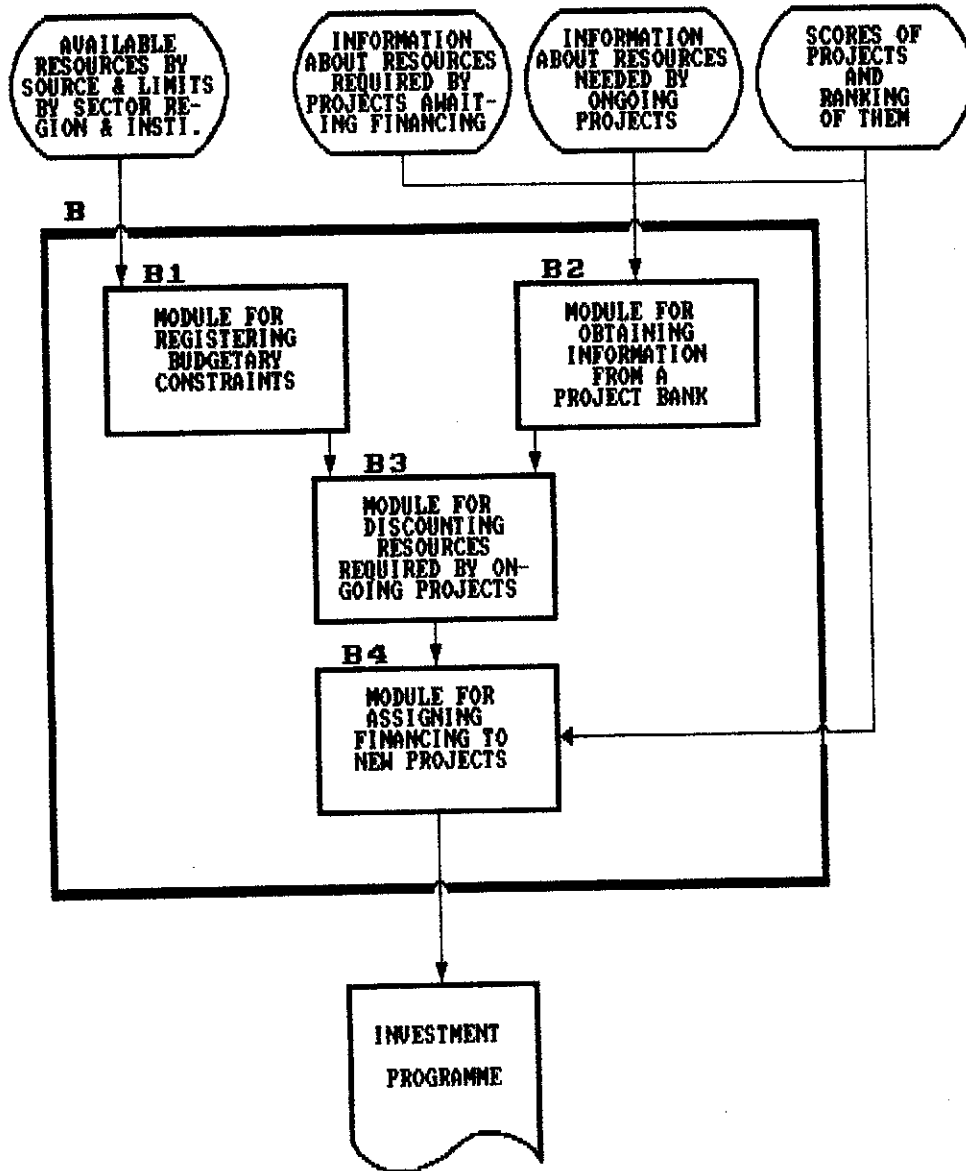 AVAILABLE
RESOURCES BY
SOURCE & LIMITS
BY SECTOR RE-
GION & INSTI.
INFORMATION
ABOUT RESOURCES
REQUIRED BY
PROJECTS AWAIT-
ING FINANCING
INFORMATION
ABOUT RESOURCES
NEEDED BY
ONGOING
PROJECTS
SCORES OF
PROJECTS
AND
RANKING
OF THEM
B
B1
MODULE FOR
REGISTERING
BUDGETARY
CONSTRAINTS
B2
MODULE FOR
OBTAINING
INFORMATION
FROM A
PROJECT BANK
B3
MODULE FOR
DISCOUNTING
RESOURCES
REQUIRED BY ON-
GOING PROJECTS
B4
MODULE FOR
ASSIGNING
FINANCING TO
NEW PROJECTS
INVESTMENT
PROGRAMME